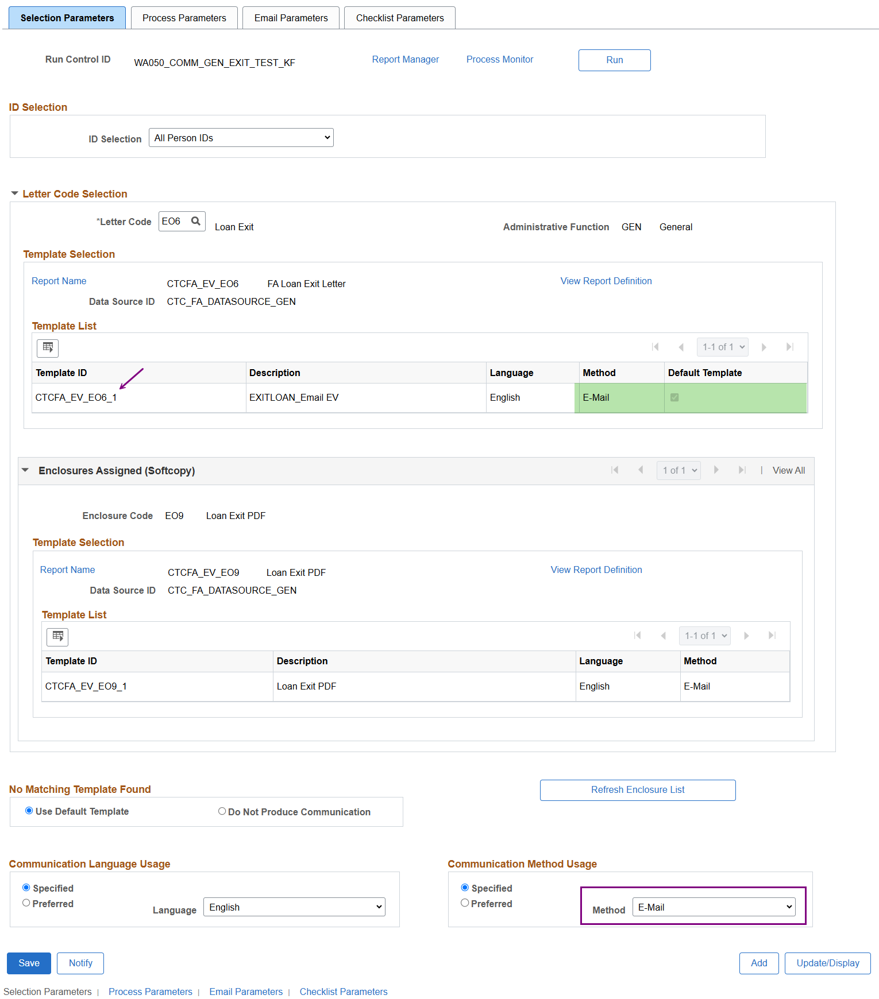 Selection Parameters Process Parameters Email Parameters Checklist Parameters
Run Control ID WA050_COMM_GEN_EXIT_TEST_KF Report Manager Process Monitor Run
ID Selection
ID Selection All Person IDs
Letter Code Selection
*Letter Code EO6 Loan Exit Administrative Function GEN General
Template Selection
Report Name CTCFA_EV_EO6 FA Loan Exit Letter View Report Definition
Data Source ID CTC_FA_DATASOURCE_GEN
Template List
1-1 of 1
Template ID Description Language Method Default Template
CTCFA_EV_EO6_1 EXITLOAN_Email EV English E-Mail
Enclosures Assigned (Softcopy) 1 of 1 | View All
Enclosure Code EO9 Loan Exit PDF
Template Selection
Report Name CTCFA_EV_EO9 Loan Exit PDF View Report Definition
Data Source ID CTC_FA_DATASOURCE_GEN
Template List
1-1 of 1
Template ID Description Language Method
CTCFA_EV_EO9_1 Loan Exit PDF English E-Mail
No Matching Template Found Refresh Enclosure List
Use Default Template Do Not Produce Communication
Communication Language Usage Communication Method Usage
Specified Specified
Preferred Preferred
Language English Method E-Mail
Save Notify Add Update/Display
Selection Parameters | Process Parameters | Email Parameters | Checklist Parameters